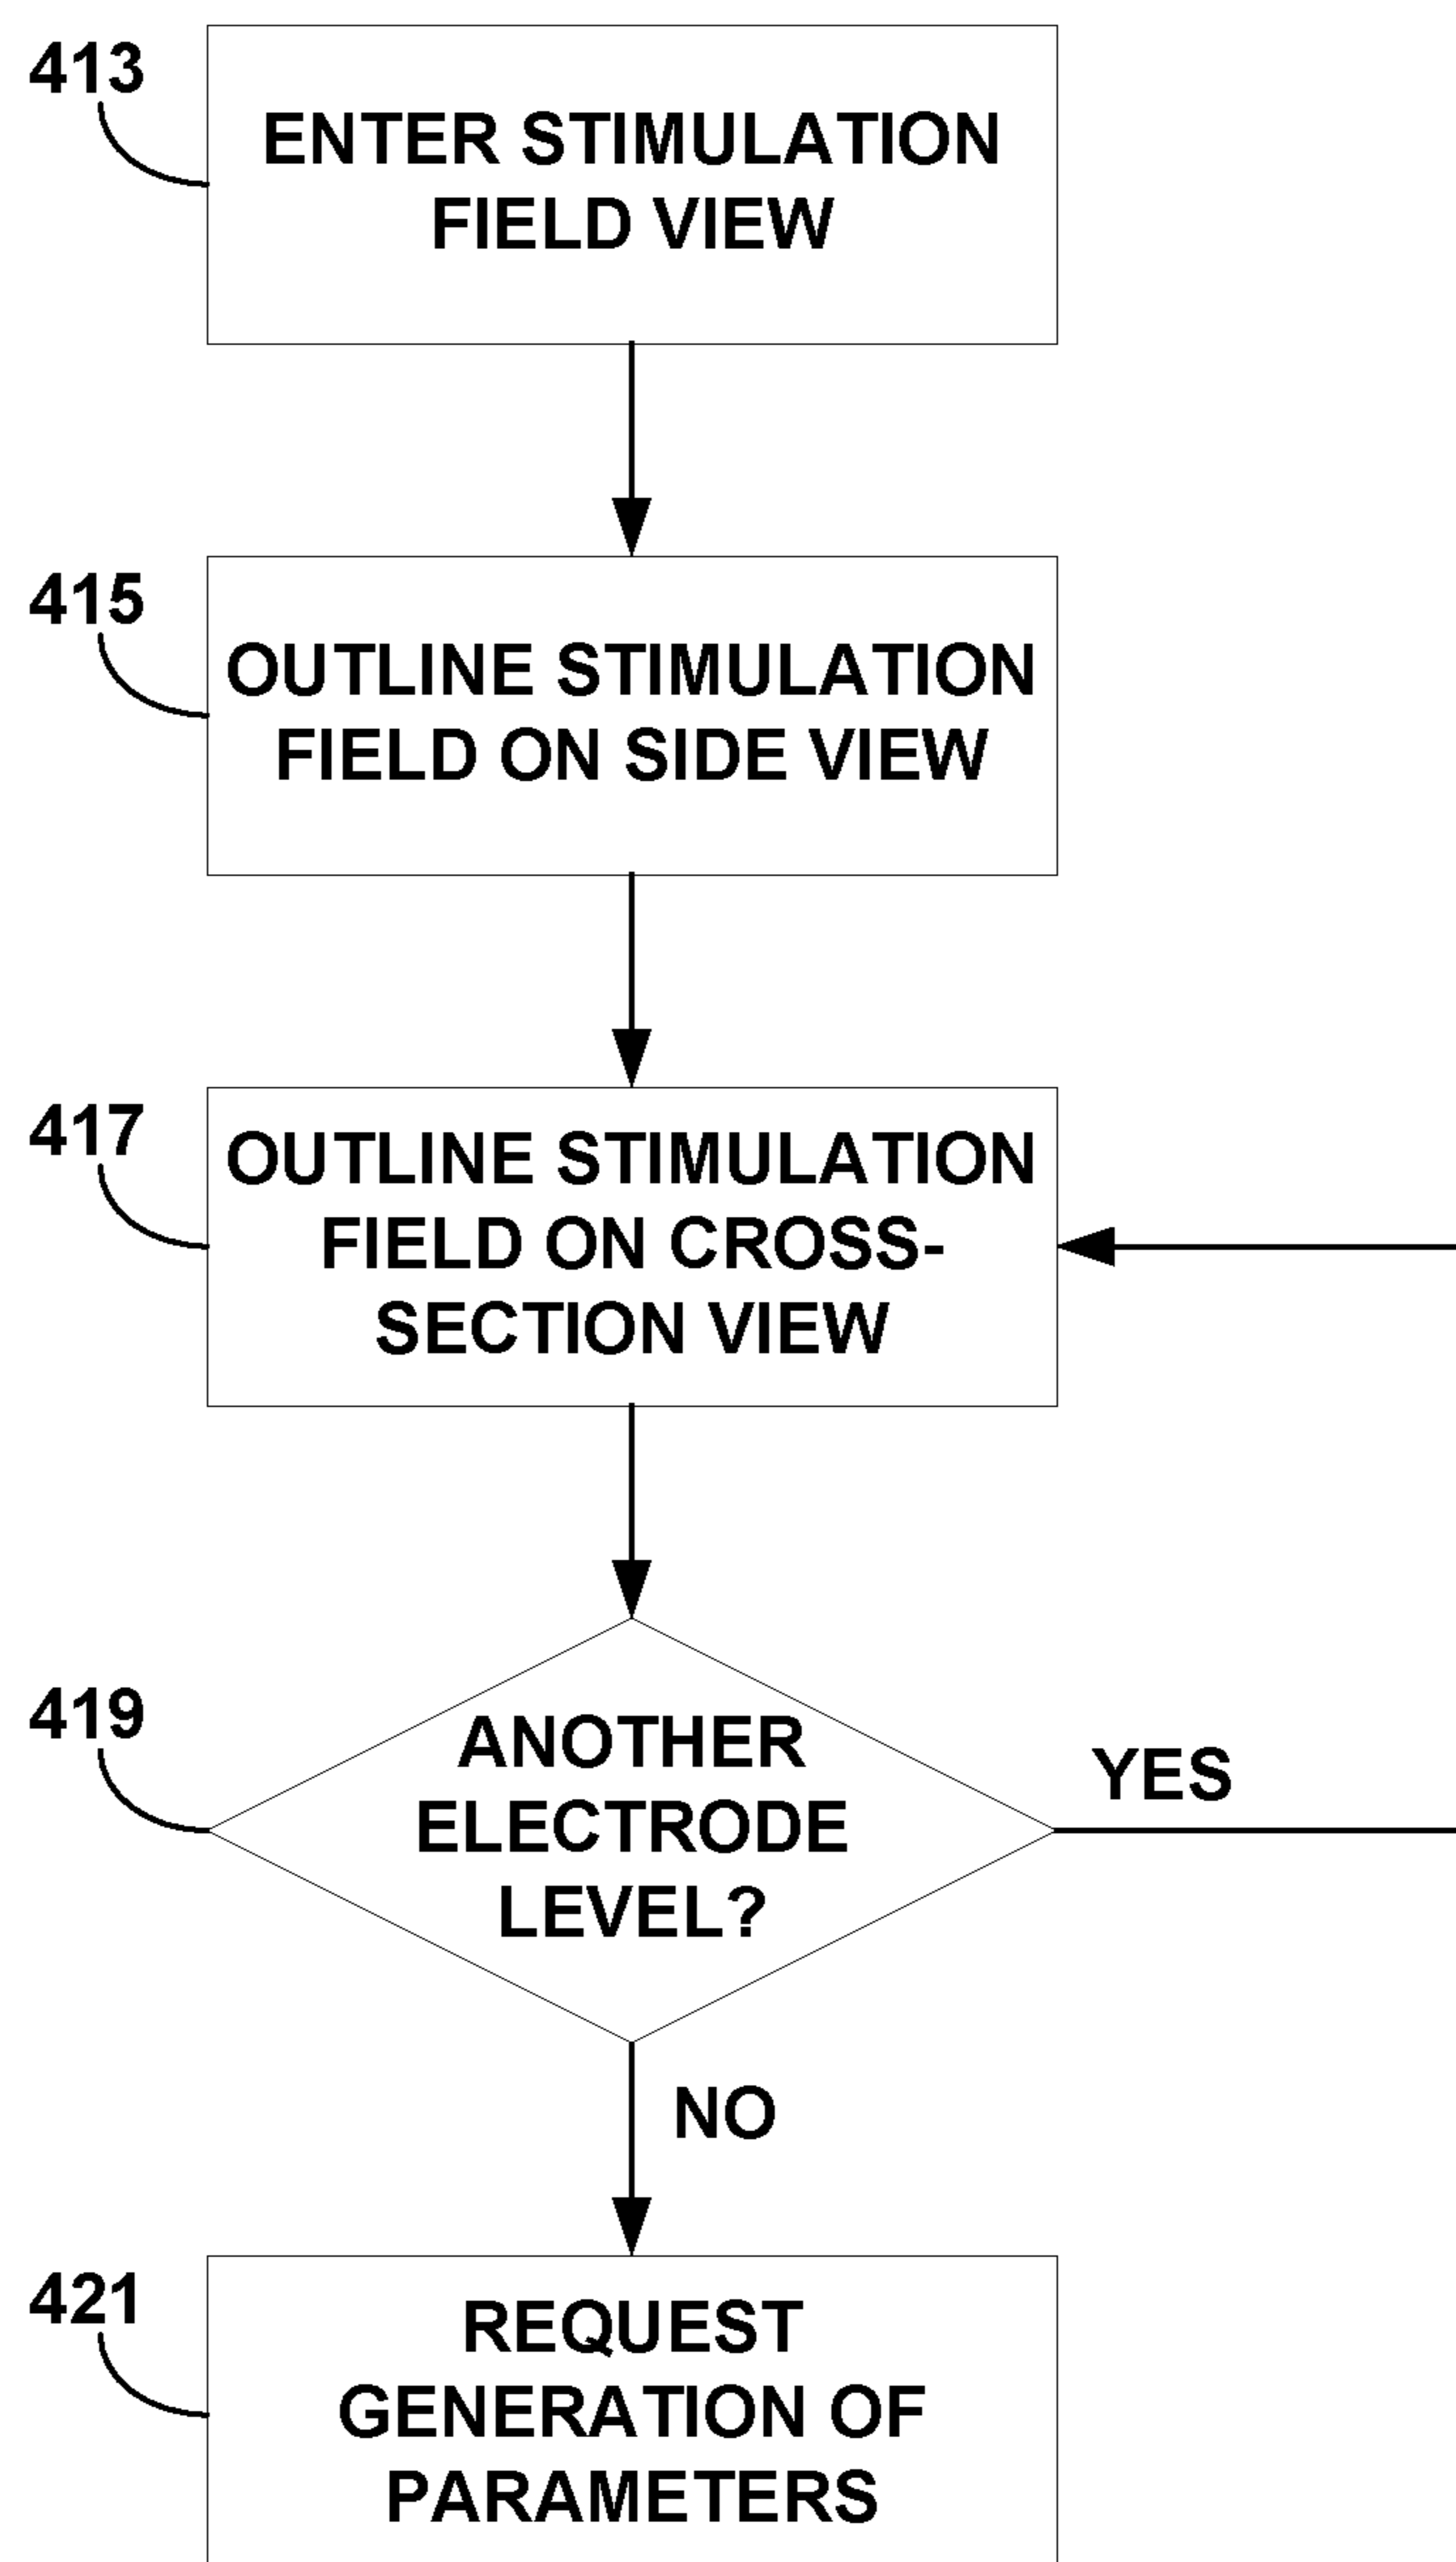 413
ENTER STIMULATION
FIELD VIEW
415
OUTLINE STIMULATION
FIELD ON SIDE VIEW
417
OUTLINE STIMULATION
FIELD ON CROSS-
SECTION VIEW
419
ANOTHER
ELECTRODE
LEVEL?
YES
NO
421
REQUEST
GENERATION OF
PARAMETERS